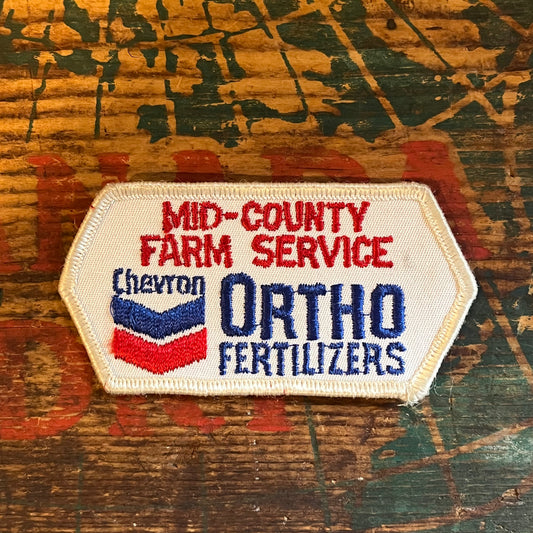 MID-COUNTY
FARM SERVICE
Chevron
ORTHO
FERTILIZERS